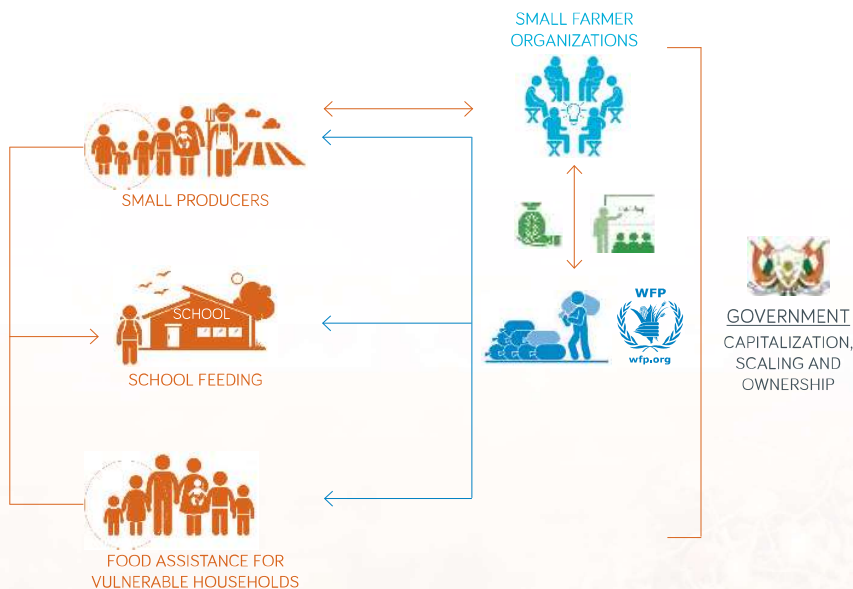 SMALL FARMER
ORGANIZATIONS
SMALL PRODUCERS
SCHOOL
SCHOOL FEEDING
WFP
wfp.org
GOVERNMENT
CAPITALIZATION,
SCALING AND
OWNERSHIP
FOOD ASSISTANCE FOR
VULNERABLE HOUSEHOLDS